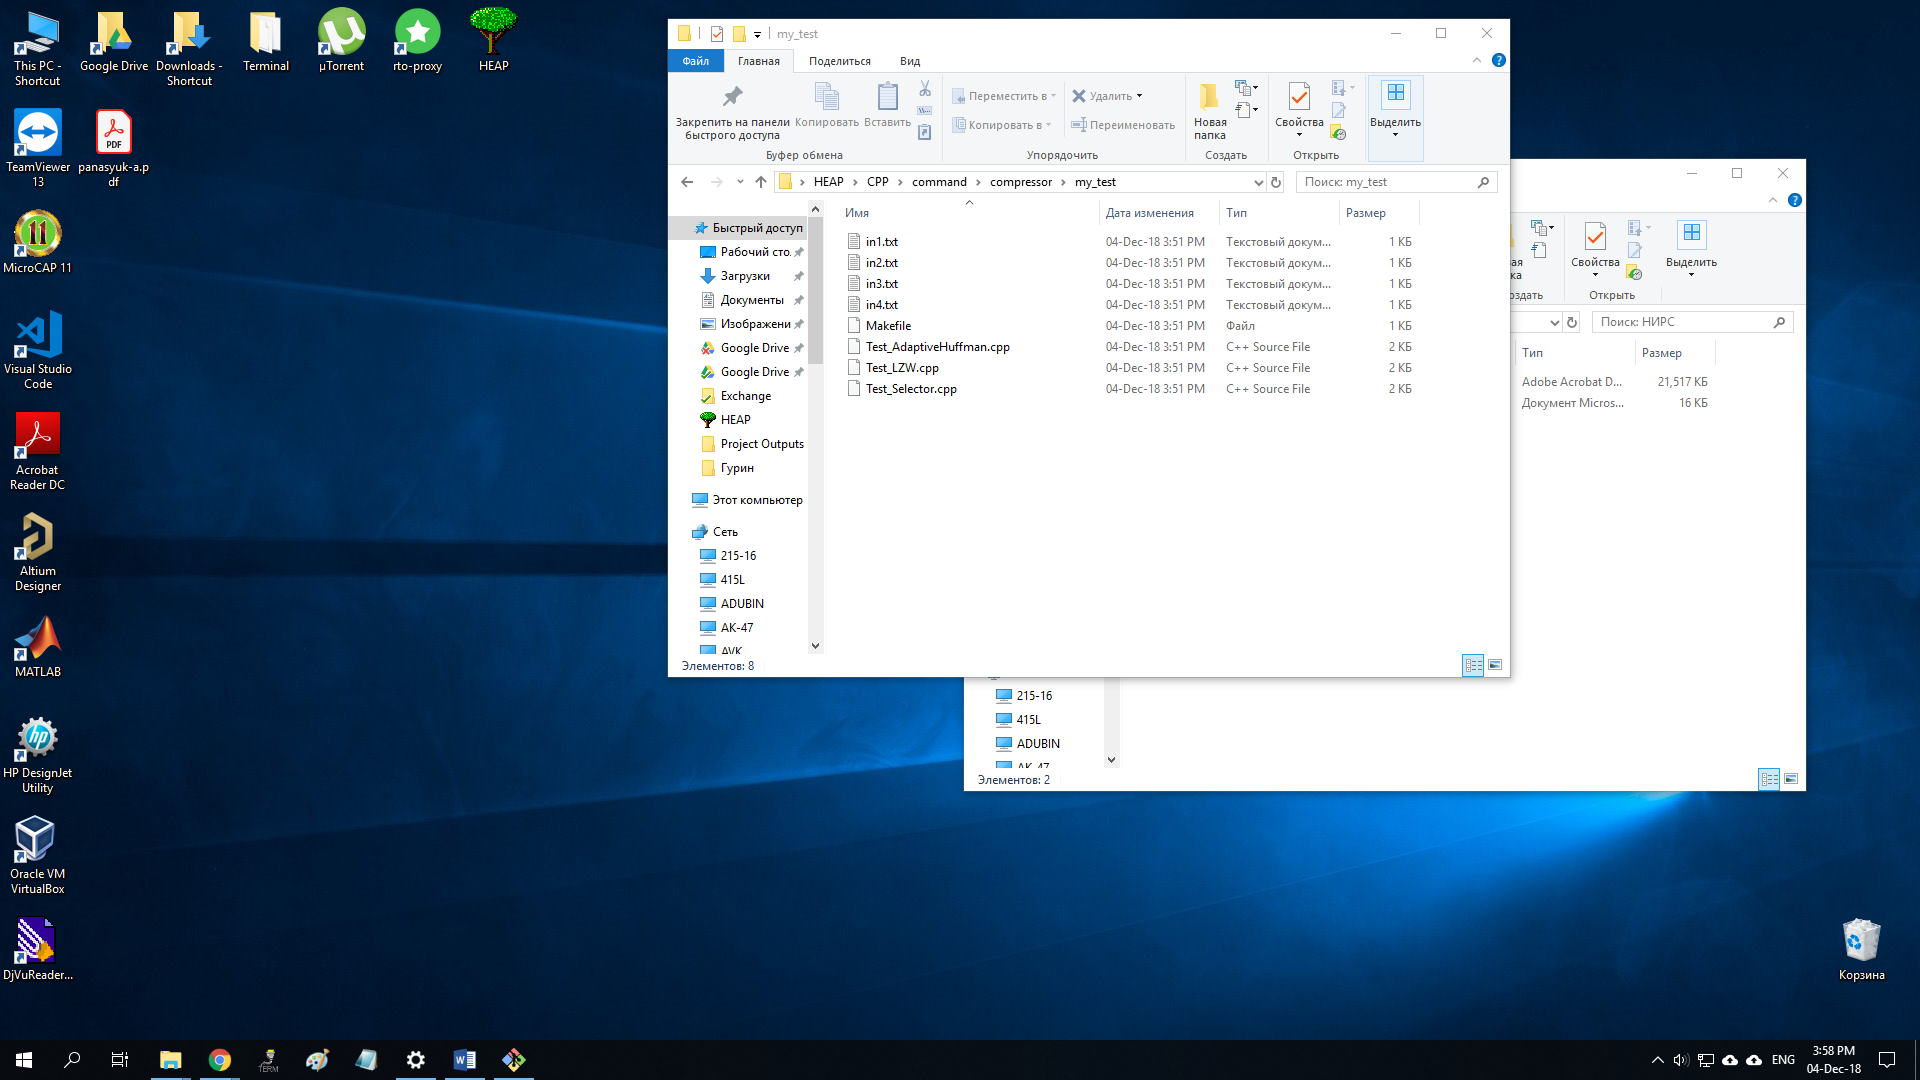 This PC -
Shortcut
Google Drive
Downloads -
Shortcut
Terminal
µTorrent
rto-proxy
HEAP
TeamViewer
13
PDF
panasyuk-a.p
df
11
MicroCAP 11
Visual Studio
Code
Acrobat
Reader DC
Altium
Designer
MATLAB
hp
HP DesignJet
Utility
Oracle VM
VirtualBox
DjVuReader...
Корзина
my_test
Файл
Главная
Поделиться
Вид
Закрепить на панели
быстрого доступа
Копировать
Вставить
Буфер обмена
Переместить в
Копировать в
Удалить
Переименовать
Упорядочить
Новая
папка
Создать
Свойства
Открыть
Выделить
HEAP
CPP
command
compressor
my_test
Поиск: my_test
Быстрый доступ
Рабочий сто
Загрузки
Документы
Изображени
Google Drive
Google Drive
Exchange
HEAP
Project Outputs
Гурин
Этот компьютер
Сеть
215-16
415L
ADUBIN
AK-47
AVK
Имя Дата изменения Тип Размер
in1.txt 04-Dec-18 3:51 PM Текстовый докум... 1 КБ
in2.txt 04-Dec-18 3:51 PM Текстовый докум... 1 КБ
in3.txt 04-Dec-18 3:51 PM Текстовый докум... 1 КБ
in4.txt 04-Dec-18 3:51 PM Текстовый докум... 1 КБ
Makefile 04-Dec-18 3:51 PM Файл 1 КБ
Test_AdaptiveHuffman.cpp 04-Dec-18 3:51 PM C++ Source File 2 КБ
Test_LZW.cpp 04-Dec-18 3:51 PM C++ Source File 2 КБ
Test_Selector.cpp 04-Dec-18 3:51 PM C++ Source File 2 КБ
Элементов: 8
ая
ка
здать
Свойства
Открыть
Выделить
Поиск: НИРС
Тип Размер
Adobe Acrobat D... 21,517 КБ
Документ Micros... 16 КБ
215-16
415L
ADUBIN
AK-47
Элементов: 2
TERM
ENG
3:58 PM
04-Dec-18